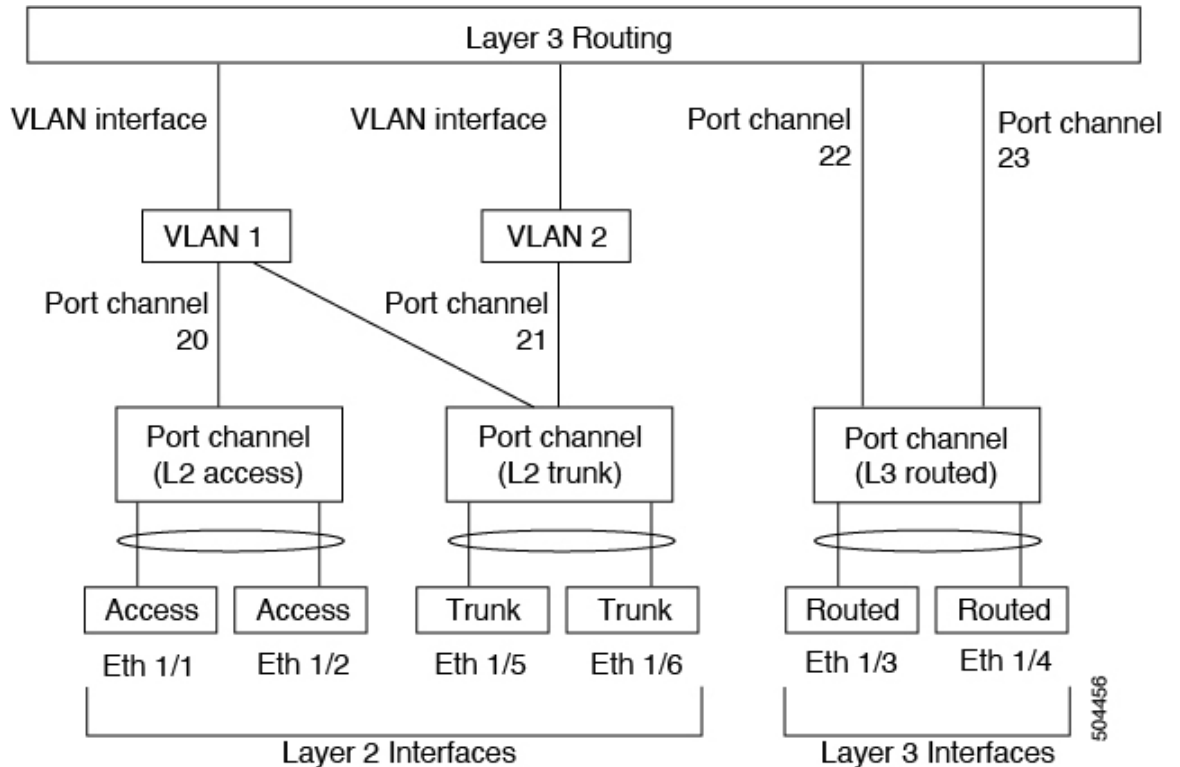 Layer 3 Routing
VLAN interface
VLAN interface
Port channel
22
Port channel
23
VLAN 1
VLAN 2
Port channel
20
Port channel
21
Port channel
(L2 access)
Port channel
(L2 trunk)
Port channel
(L3 routed)
Access
Access
Trunk
Trunk
Routed
Routed
Eth 1/1
Eth 1/2
Eth 1/5
Eth 1/6
Eth 1/3
Eth 1/4
Layer 2 Interfaces
Layer 3 Interfaces
504456